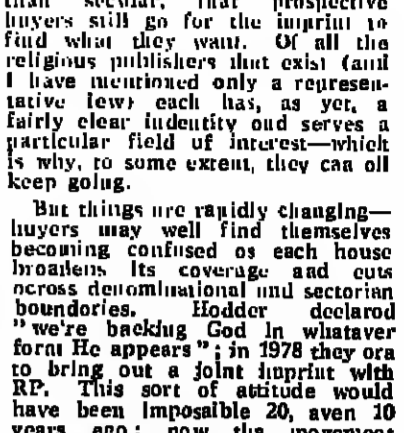 than secular, that prospective
buyers still go for the imprint to
find what they want. Of all the
religious publishers that exist (and
I have mentioned only a represen-
tative few) each has, as yet, a
fairly clear indentity and serves a
particular field of interest—which
is why, to some extent, they can all
keep going.
But things are rapidly changing—
buyers may well find themselves
becoming confused as each house
broadens its coverage and cuts
across denominational and sectorian
boundories. Hodder declared
"we're backing God in whatever
form He appears"; in 1978 they are
to bring out a joint imprint with
RP. This sort of attitude would
have been impossible 20, even 10
years ago; now the